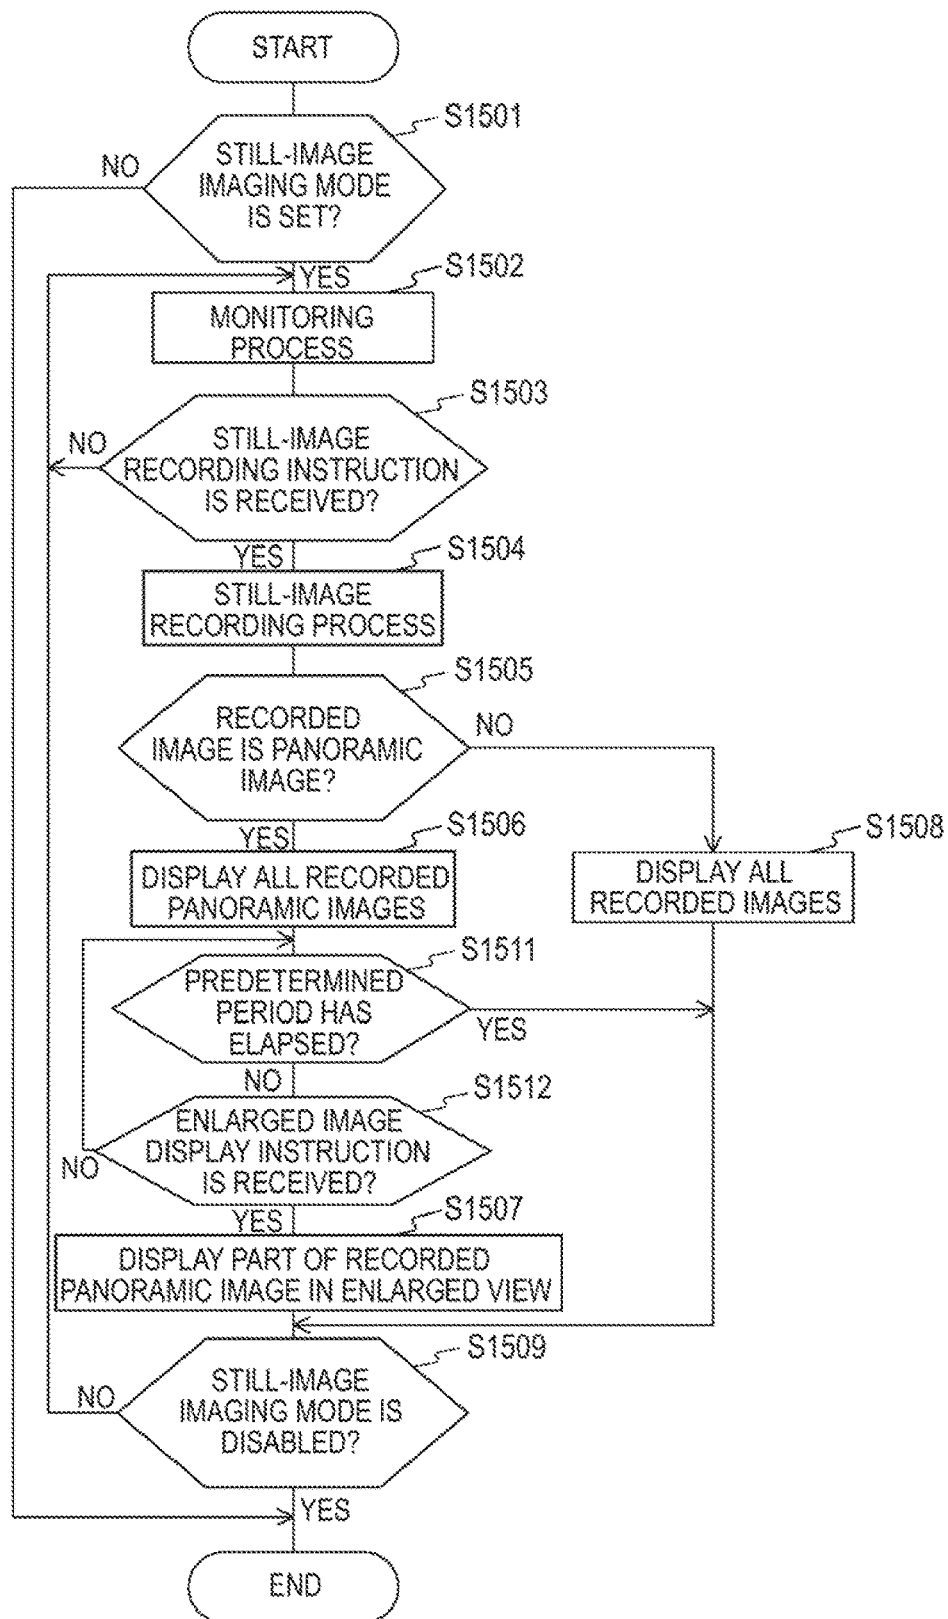 START
S1501
NO
STILL-IMAGE
IMAGING MODE
IS SET?
YES
S1502
MONITORING
PROCESS
S1503
NO
STILL-IMAGE
RECORDING INSTRUCTION
IS RECEIVED?
YES
S1504
STILL-IMAGE
RECORDING PROCESS
S1505
RECORDED
IMAGE IS PANORAMIC
IMAGE?
NO
YES
S1506
S1508
DISPLAY ALL RECORDED
PANORAMIC IMAGES
DISPLAY ALL
RECORDED IMAGES
S1511
PREDETERMINED
PERIOD HAS
ELAPSED?
YES
NO
S1512
ENLARGED IMAGE
DISPLAY INSTRUCTION
IS RECEIVED?
NO
YES
S1507
DISPLAY PART OF RECORDED
PANORAMIC IMAGE IN ENLARGED VIEW
S1509
NO
STILL-IMAGE
IMAGING MODE IS
DISABLED?
YES
END